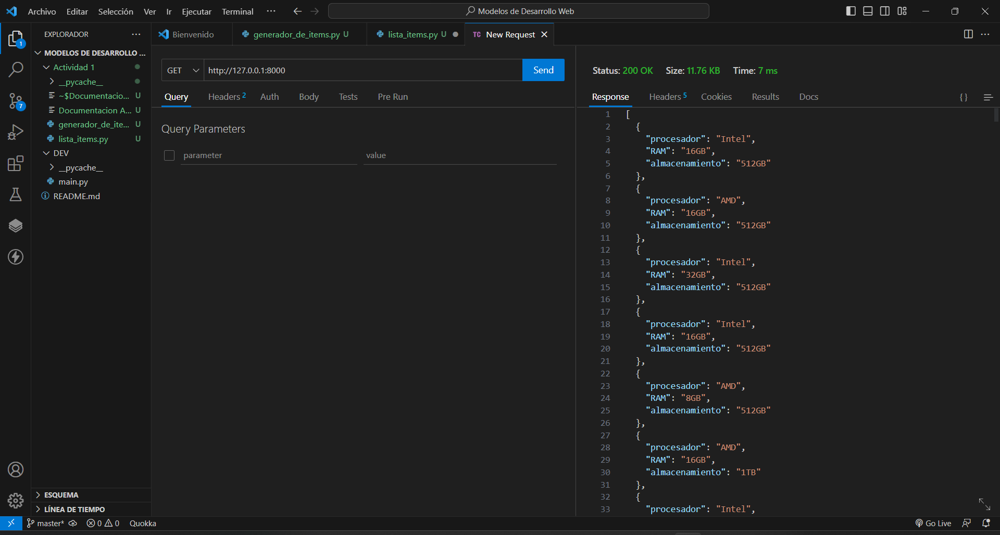 Archivo Editar Selección Ver Ir Ejecutar Terminal ··· Modelos de Desarrollo Web
EXPLORADOR ···
1
7
MODELOS DE DESARROLLO ...
Actividad 1
__pycache__
~$Documentacio... U
Documentacion A... U
generador_de_ite... U
lista_items.py U
DEV
__pycache__
main.py
README.md
ESQUEMA
LÍNEA DE TIEMPO
Bienvenido generador_de_items.py U lista_items.py U TC New Request
GET http://127.0.0.1:8000 Send
Query Headers 2 Auth Body Tests Pre Run
Query Parameters
parameter value
Status: 200 OK Size: 11.76 KB Time: 7 ms
Response Headers 5 Cookies Results Docs { }
1 [
2 {
3 "procesador": "Intel",
4 "RAM": "16GB",
5 "almacenamiento": "512GB"
6 },
7 {
8 "procesador": "AMD",
9 "RAM": "16GB",
10 "almacenamiento": "512GB"
11 },
12 {
13 "procesador": "Intel",
14 "RAM": "32GB",
15 "almacenamiento": "512GB"
16 },
17 {
18 "procesador": "Intel",
19 "RAM": "16GB",
20 "almacenamiento": "512GB"
21 },
22 {
23 "procesador": "AMD",
24 "RAM": "8GB",
25 "almacenamiento": "512GB"
26 },
27 {
28 "procesador": "AMD",
29 "RAM": "16GB",
30 "almacenamiento": "1TB"
31 },
32 {
33 "procesador": "Intel",
master* 0 0 Quokka Go Live